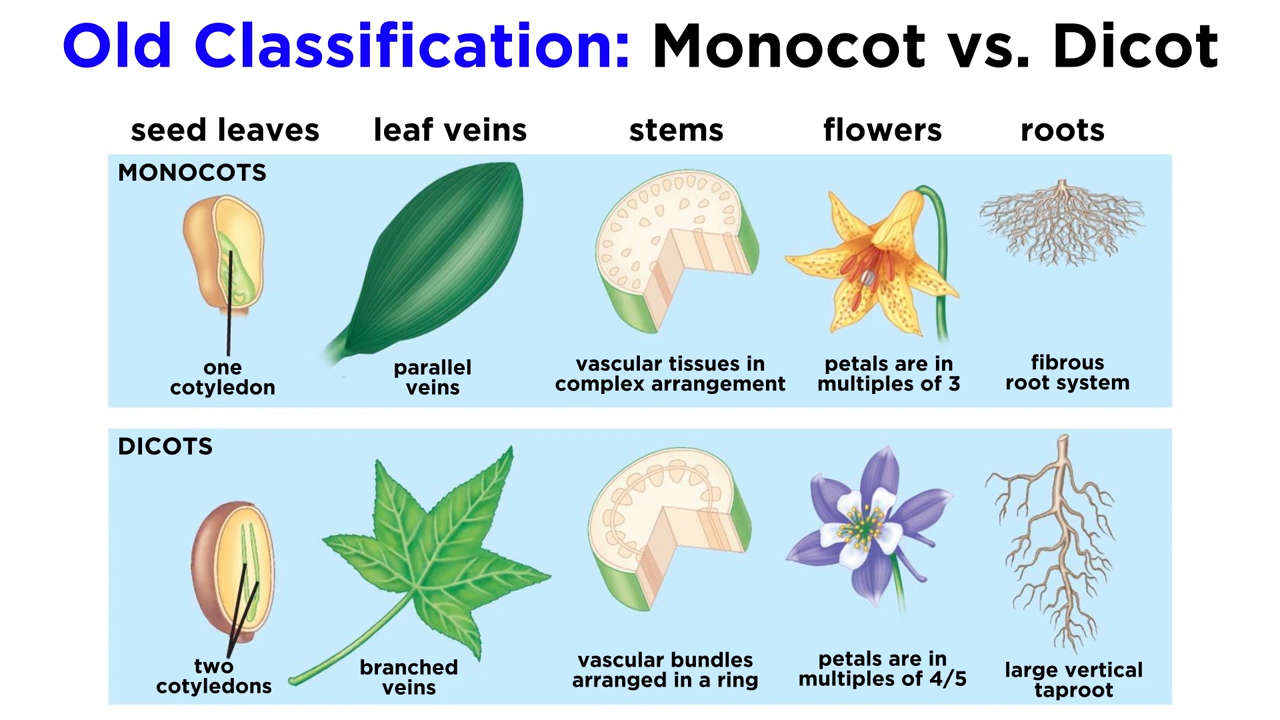 Old Classification: Monocot vs. Dicot
seed leaves
leaf veins
stems
flowers
roots
MONOCOTS
one
cotyledon
parallel
veins
vascular tissues in
complex arrangement
petals are in
multiples of 3
fibrous
root system
DICOTS
two
cotyledons
branched
veins
vascular bundles
arranged in a ring
petals are in
multiples of 4/5
large vertical
taproot